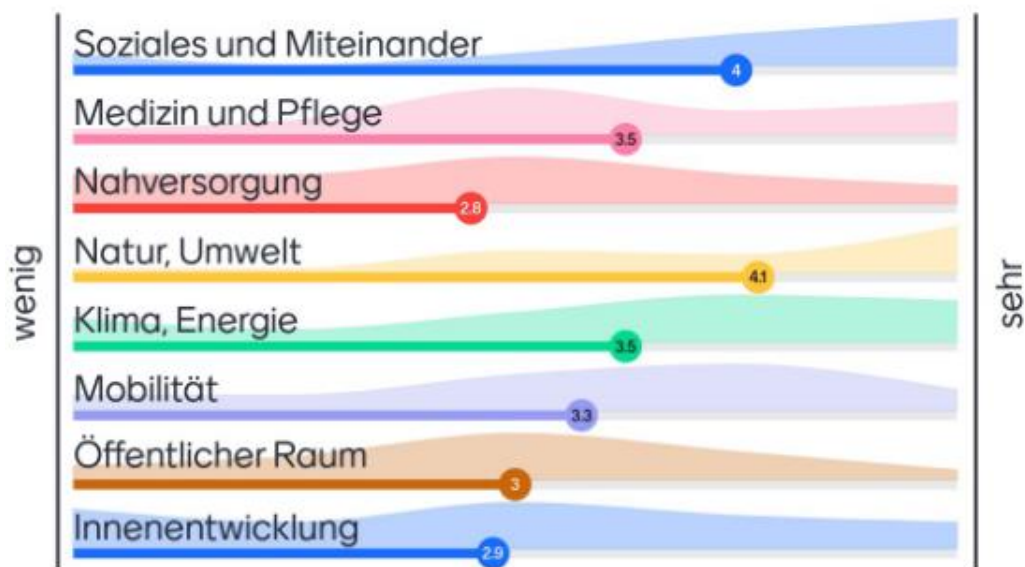 Soziales und Miteinander
4
Medizin und Pflege
3.5
Nahversorgung
2.8
Natur, Umwelt
4.1
Klima, Energie
3.5
Mobilität
3.3
Öffentlicher Raum
3
Innenentwicklung
2.9
wenig
sehr